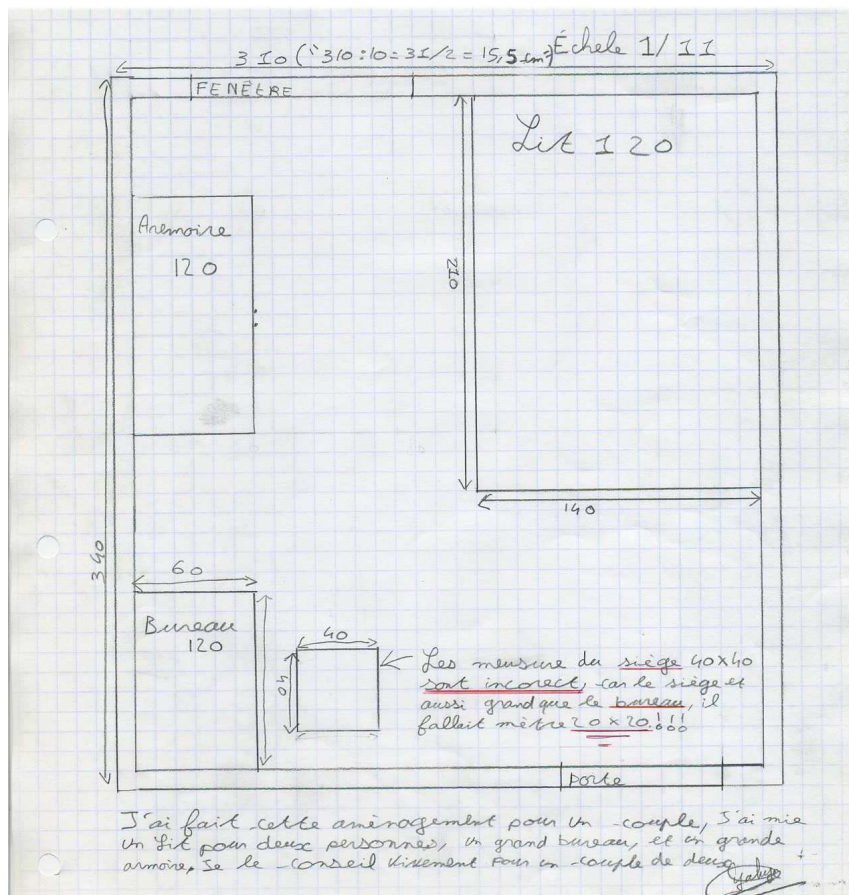 310 (310:10=31/2=15,5 cm) Échele 1/11
FENÊTRE
Lit 120
Aremoire
120
210
140
340
60
Bureau
120
40
40
Les mensure du siège 40x40
sont incorect, car le siège et
aussi grand que le bureau, il
fallait mètre 20x20!!!
Porte
J'ai fait cette aménagement pour un couple, J'ai mie
un lit pour deux personnes, un grand bureau, et un grande
armoire, Je le conseil vivement pour un couple de deux